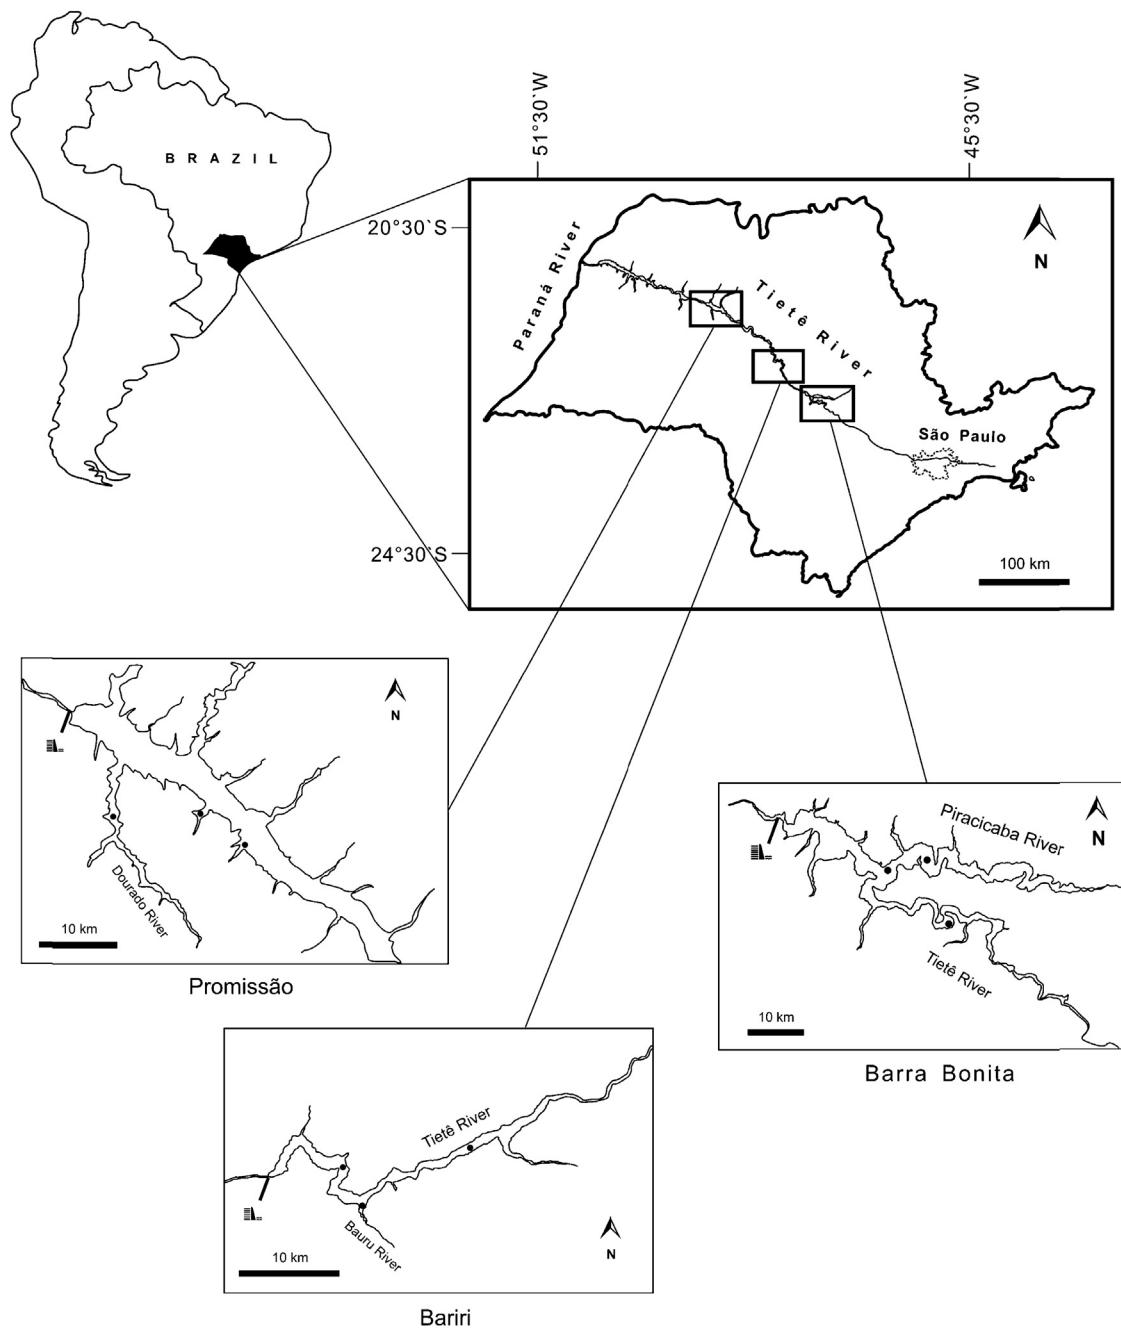 BRAZIL
51°30`W
45°30`W
20°30`S
24°30`S
Paraná River
Tietê River
N
São Paulo
100 km
N
Dourado River
10 km
Promissão
Piracicaba River
N
Tietê River
10 km
Barra Bonita
Tietê River
Bauru River
N
10 km
Bariri